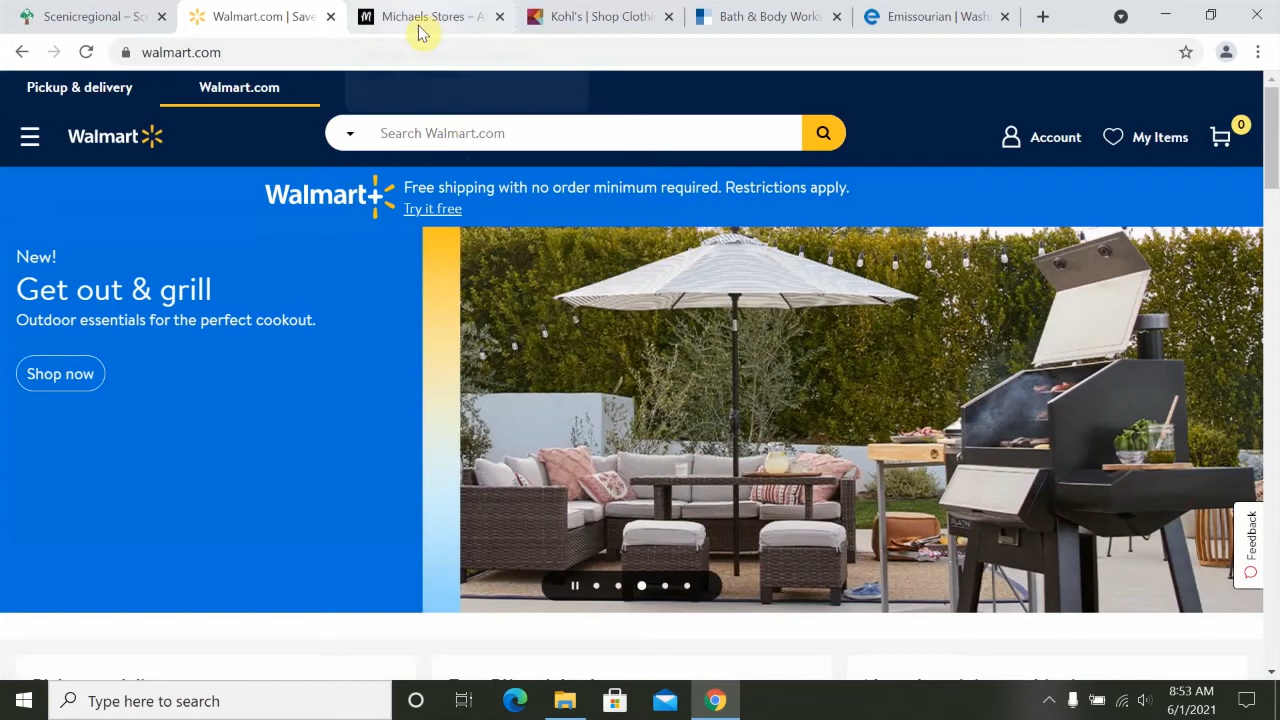 Scenicregional – Sc
Walmart.com | Save
Michaels Stores – A
Kohl's | Shop Clothi
Bath & Body Works
Emissourian | Wash
walmart.com
Pickup & delivery
Walmart.com
Walmart
Search Walmart.com
Account
My Items
0
Walmart+
Free shipping with no order minimum required. Restrictions apply.
Try it free
New!
Get out & grill
Outdoor essentials for the perfect cookout.
Shop now
Feedback
Type here to search
8:53 AM
6/1/2021